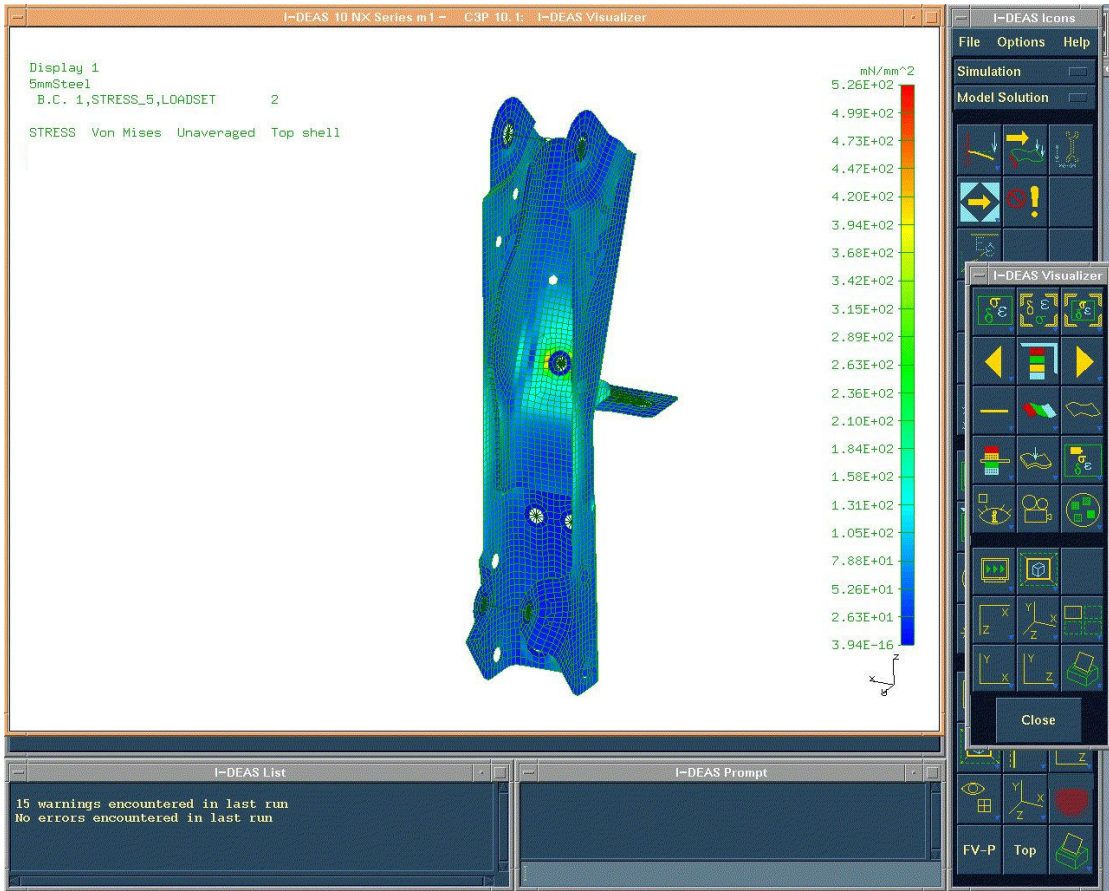 I-DEAS 10 NX Series m1 - C3P 10.1: I-DEAS Visualizer
Display 1
5mmSteel
B.C. 1,STRESS_5,LOADSET 2
STRESS Von Mises Unaveraged Top shell
mN/mm^2
5.26E+02
4.99E+02
4.73E+02
4.47E+02
4.20E+02
3.94E+02
3.68E+02
3.42E+02
3.15E+02
2.89E+02
2.63E+02
2.36E+02
2.10E+02
1.84E+02
1.58E+02
1.31E+02
1.05E+02
7.88E+01
5.26E+01
2.63E+01
3.94E-16
Z
X
Y
I-DEAS Icons
File Options Help
Simulation
Model Solution
I-DEAS Visualizer
σ
δ ε
δ ε
σ
σ
δ ε
σ
δ ε
X
Z
Y
X
Z
Y
X
Y
Z
Close
Z
Y
X
Z
FV-P Top
I-DEAS List
15 warnings encountered in last run
No errors encountered in last run
I-DEAS Prompt